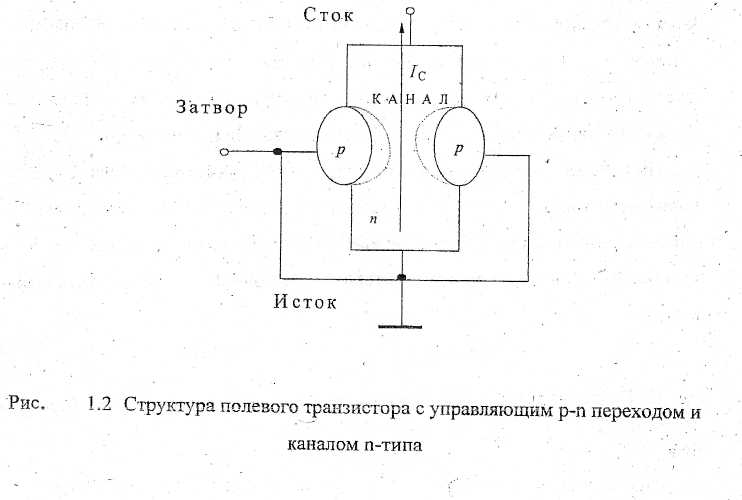 Сток
I_C
КАНАЛ
Затвор
p
p
n
Исток
Рис. 1.2 Структура полевого транзистора с управляющим p-n переходом и
каналом n-типа